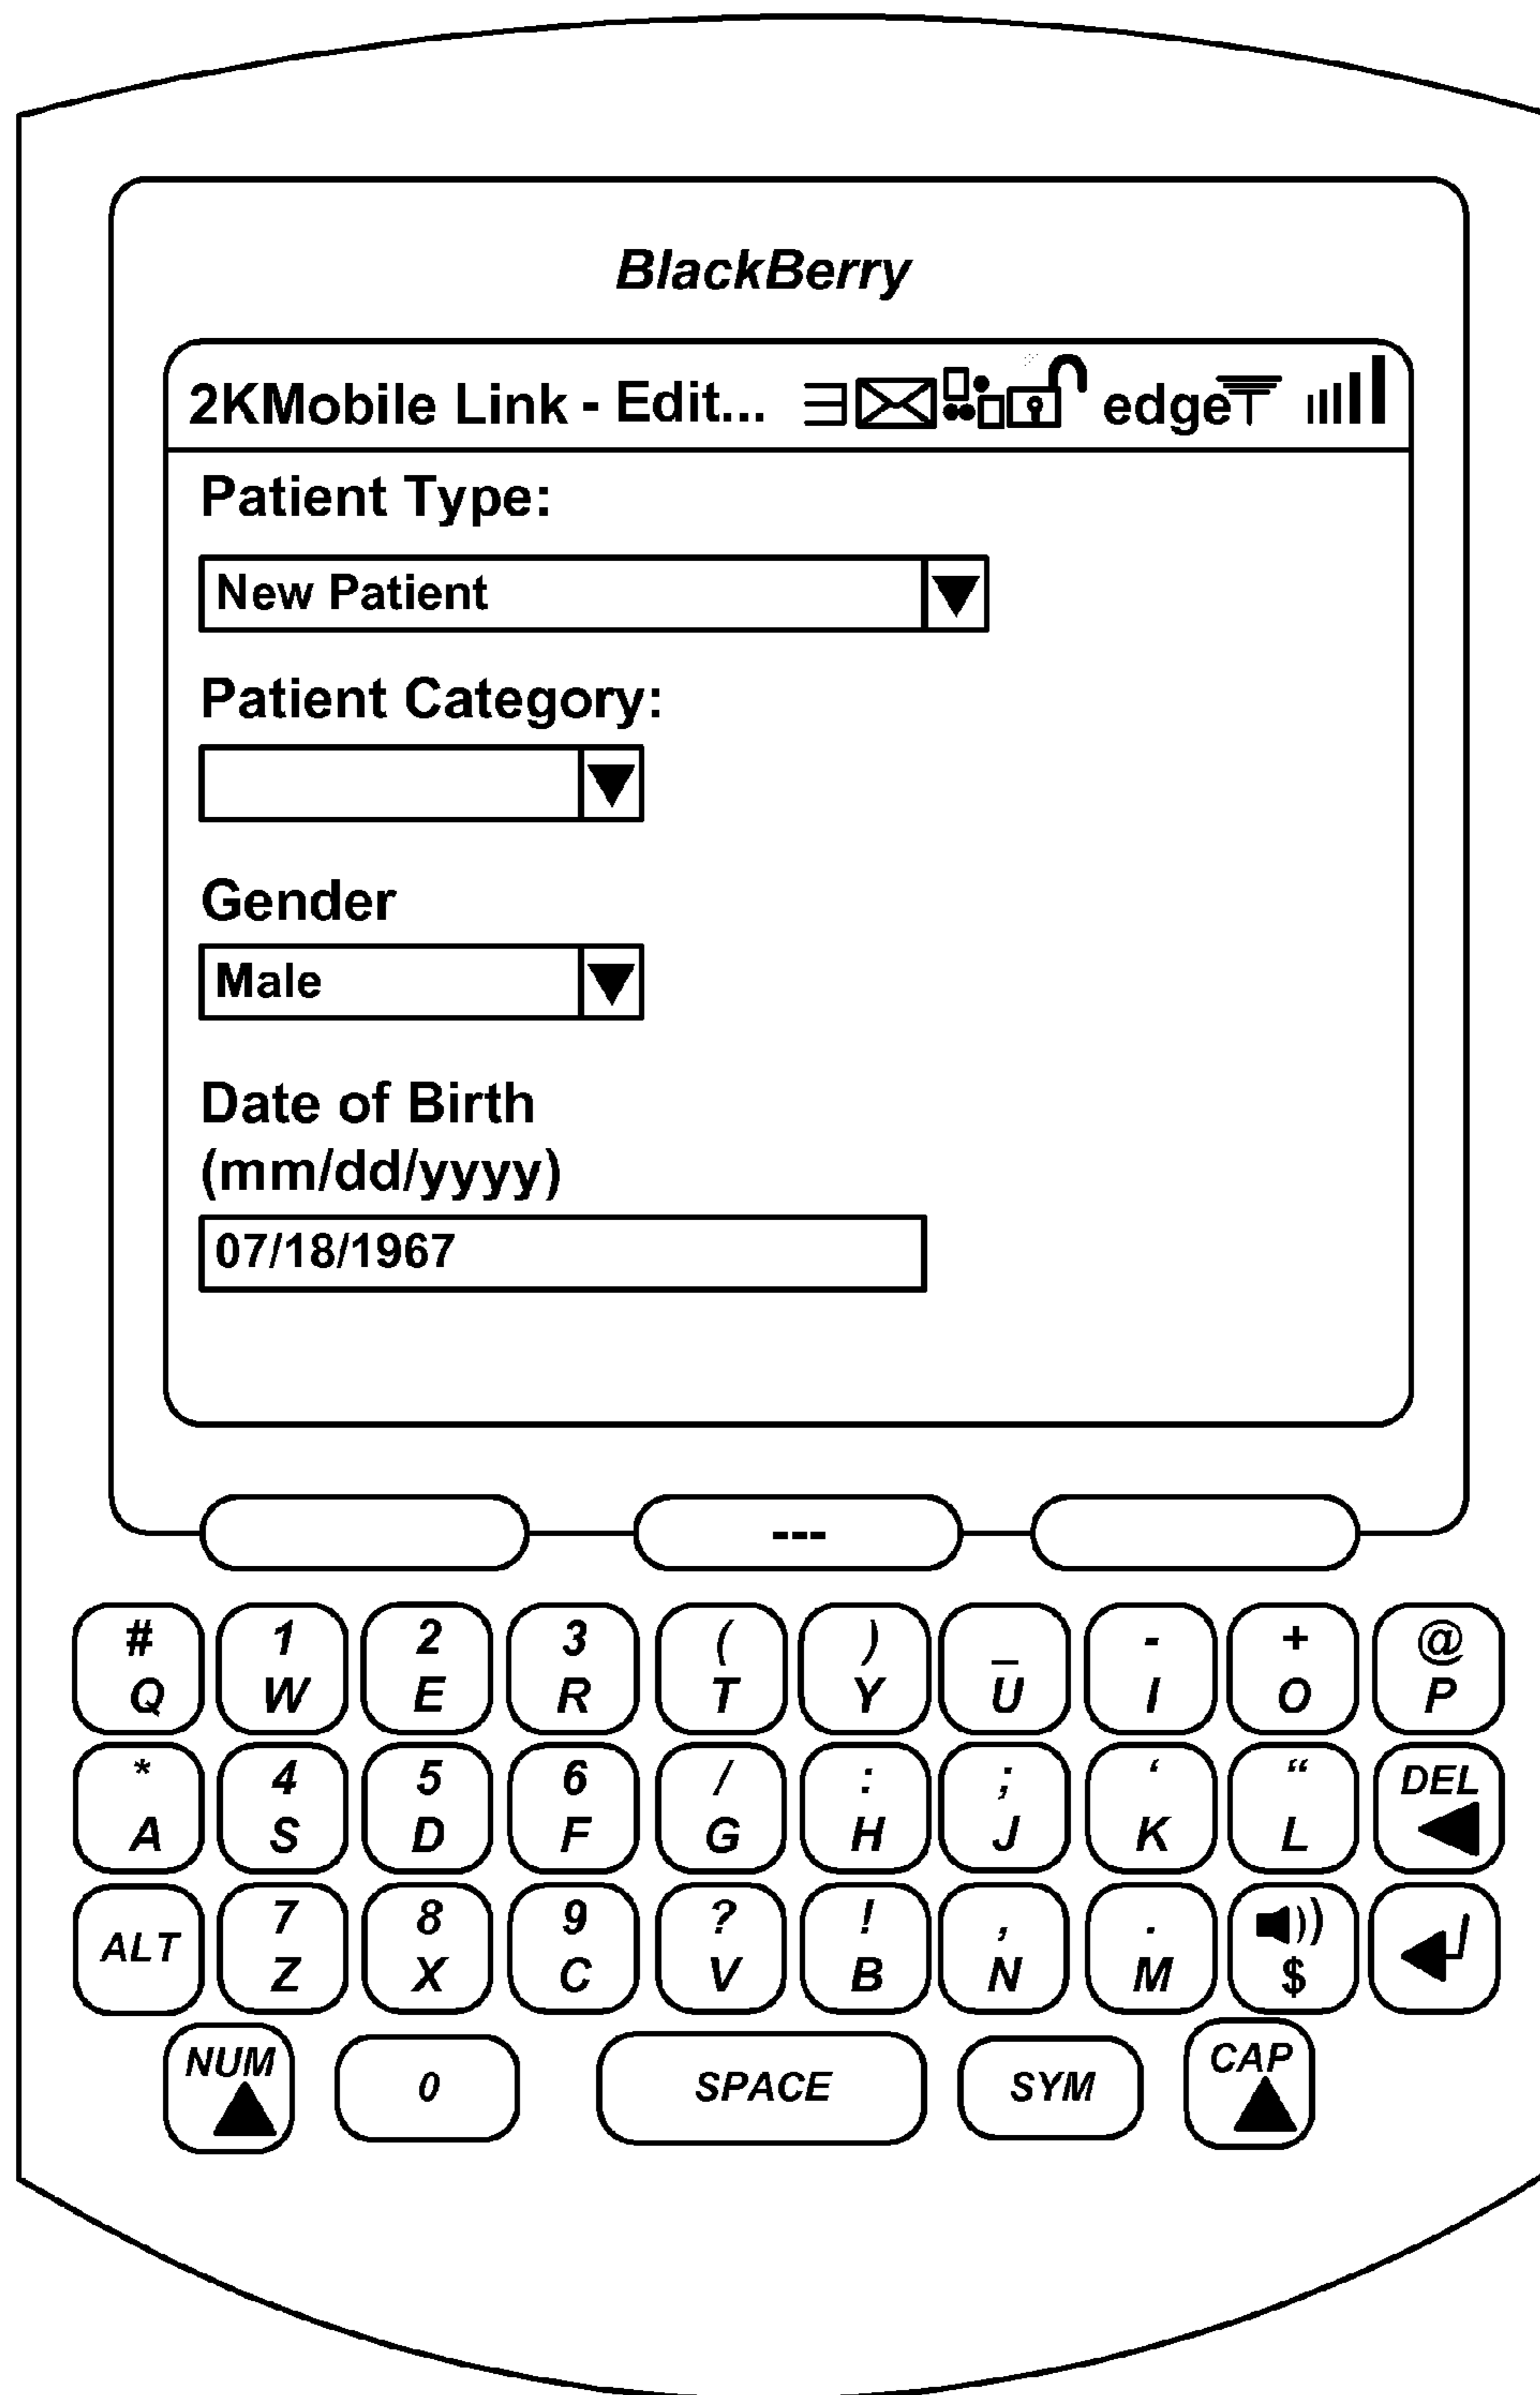 BlackBerry
2KMobile Link - Edit... edge
Patient Type:
New Patient
Patient Category:
Gender
Male
Date of Birth
(mm/dd/yyyy)
07/18/1967
---
# 1 2 3 ( ) _ - + @
Q W E R T Y U I O P
* 4 5 6 / : ; ‘ “ DEL
A S D F G H J K L
ALT 7 8 9 ? ! , .
Z X C V B N M $
NUM 0 SPACE SYM CAP